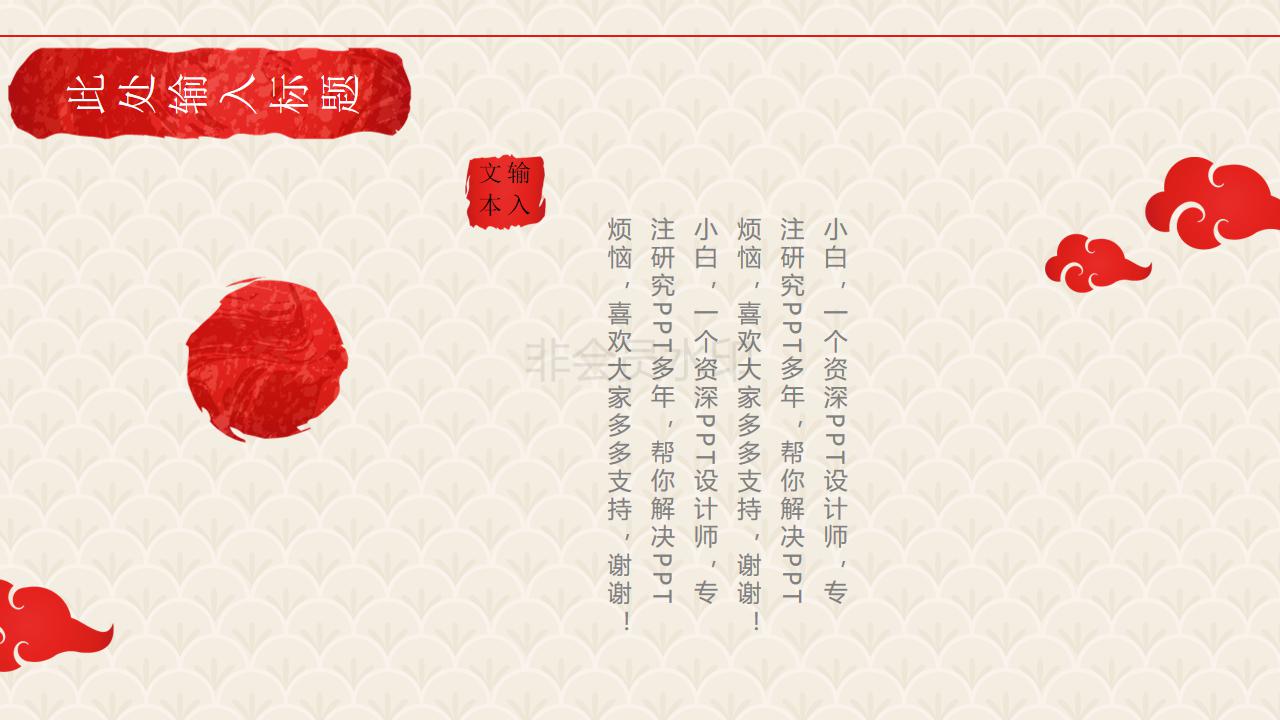 此处输入标题
输入
文本
小白，一个资深PPT设计师，专
注研究PPT多年，帮你解决PPT
烦恼，喜欢大家多多支持，谢谢！
小白，一个资深PPT设计师，专
注研究PPT多年，帮你解决PPT
烦恼，喜欢大家多多支持，谢谢！
非会员水印